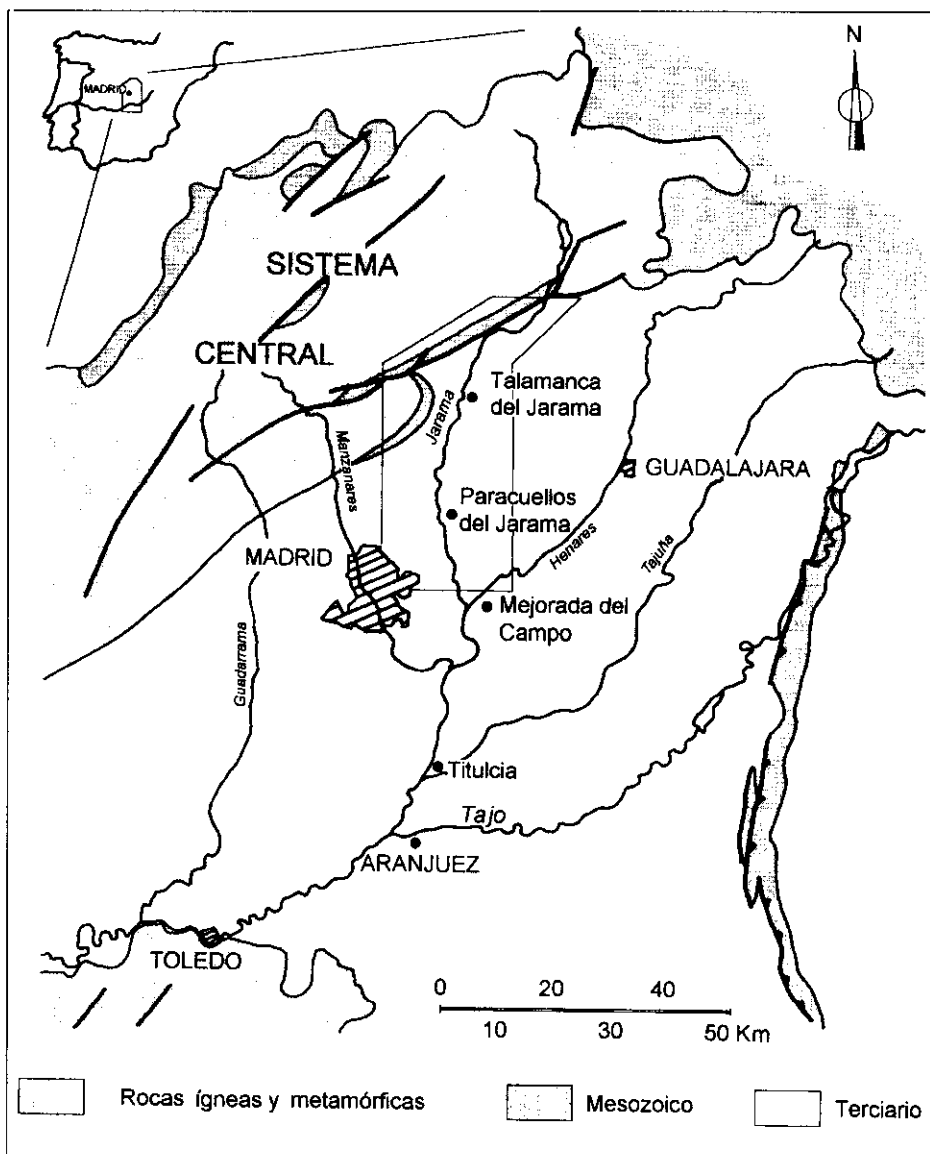 N
MADRID
SISTEMA
CENTRAL
Talamanca
del Jarama
Jarama
Manzanares
GUADALAJARA
Paracuellos
del Jarama
Henares
Tajuña
MADRID
Mejorada del
Campo
Guadarrama
Titulcia
Tajo
ARANJUEZ
TOLEDO
0 20 40
10 30 50 Km
Rocas ígneas y metamórficas
Mesozoico
Terciario